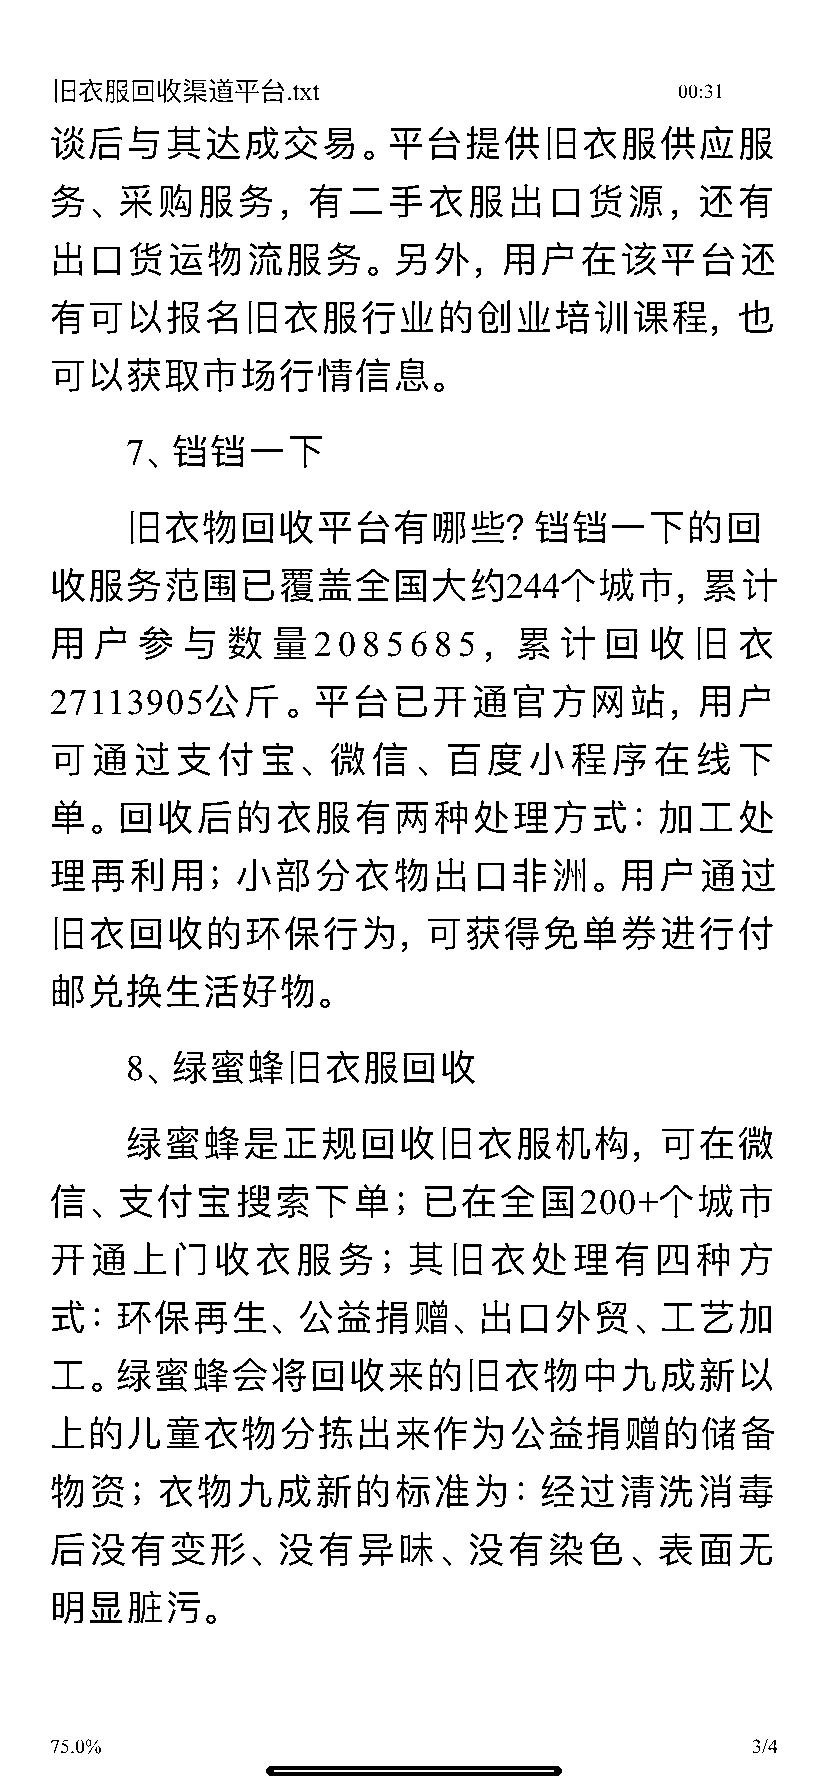 旧衣服回收渠道平台.txt
00:31
谈后与其达成交易。平台提供旧衣服供应服
务、采购服务，有二手衣服出口货源，还有
出口货运物流服务。另外，用户在该平台还
有可以报名旧衣服行业的创业培训课程，也
可以获取市场行情信息。
7、铛铛一下
旧衣物回收平台有哪些？铛铛一下的回
收服务范围已覆盖全国大约244个城市，累计
用户参与数量2085685，累计回收旧衣
27113905公斤。平台已开通官方网站，用户
可通过支付宝、微信、百度小程序在线下
单。回收后的衣服有两种处理方式：加工处
理再利用；小部分衣物出口非洲。用户通过
旧衣回收的环保行为，可获得免单券进行付
邮兑换生活好物。
8、绿蜜蜂旧衣服回收
绿蜜蜂是正规回收旧衣服机构，可在微
信、支付宝搜索下单；已在全国200+个城市
开通上门收衣服务；其旧衣处理有四种方
式：环保再生、公益捐赠、出口外贸、工艺加
工。绿蜜蜂会将回收来的旧衣物中九成新以
上的儿童衣物分拣出来作为公益捐赠的储备
物资；衣物九成新的标准为：经过清洗消毒
后没有变形、没有异味、没有染色、表面无
明显脏污。
75.0%
3/4